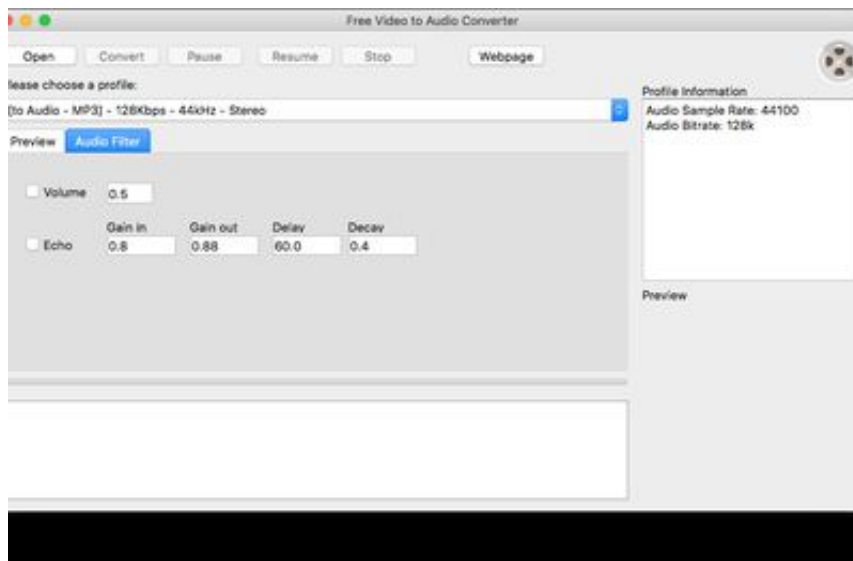 Free Video to Audio Converter
Open Convert Pause Resume Stop Webpage
lease choose a profile:
[to Audio - MP3] - 128Kbps - 44kHz - Stereo
Preview Audio Filter
Volume 0.5
Gain in Gain out Delay Decay
Echo 0.8 0.88 60.0 0.4
Profile Information
Audio Sample Rate: 44100
Audio Bitrate: 128k
Preview